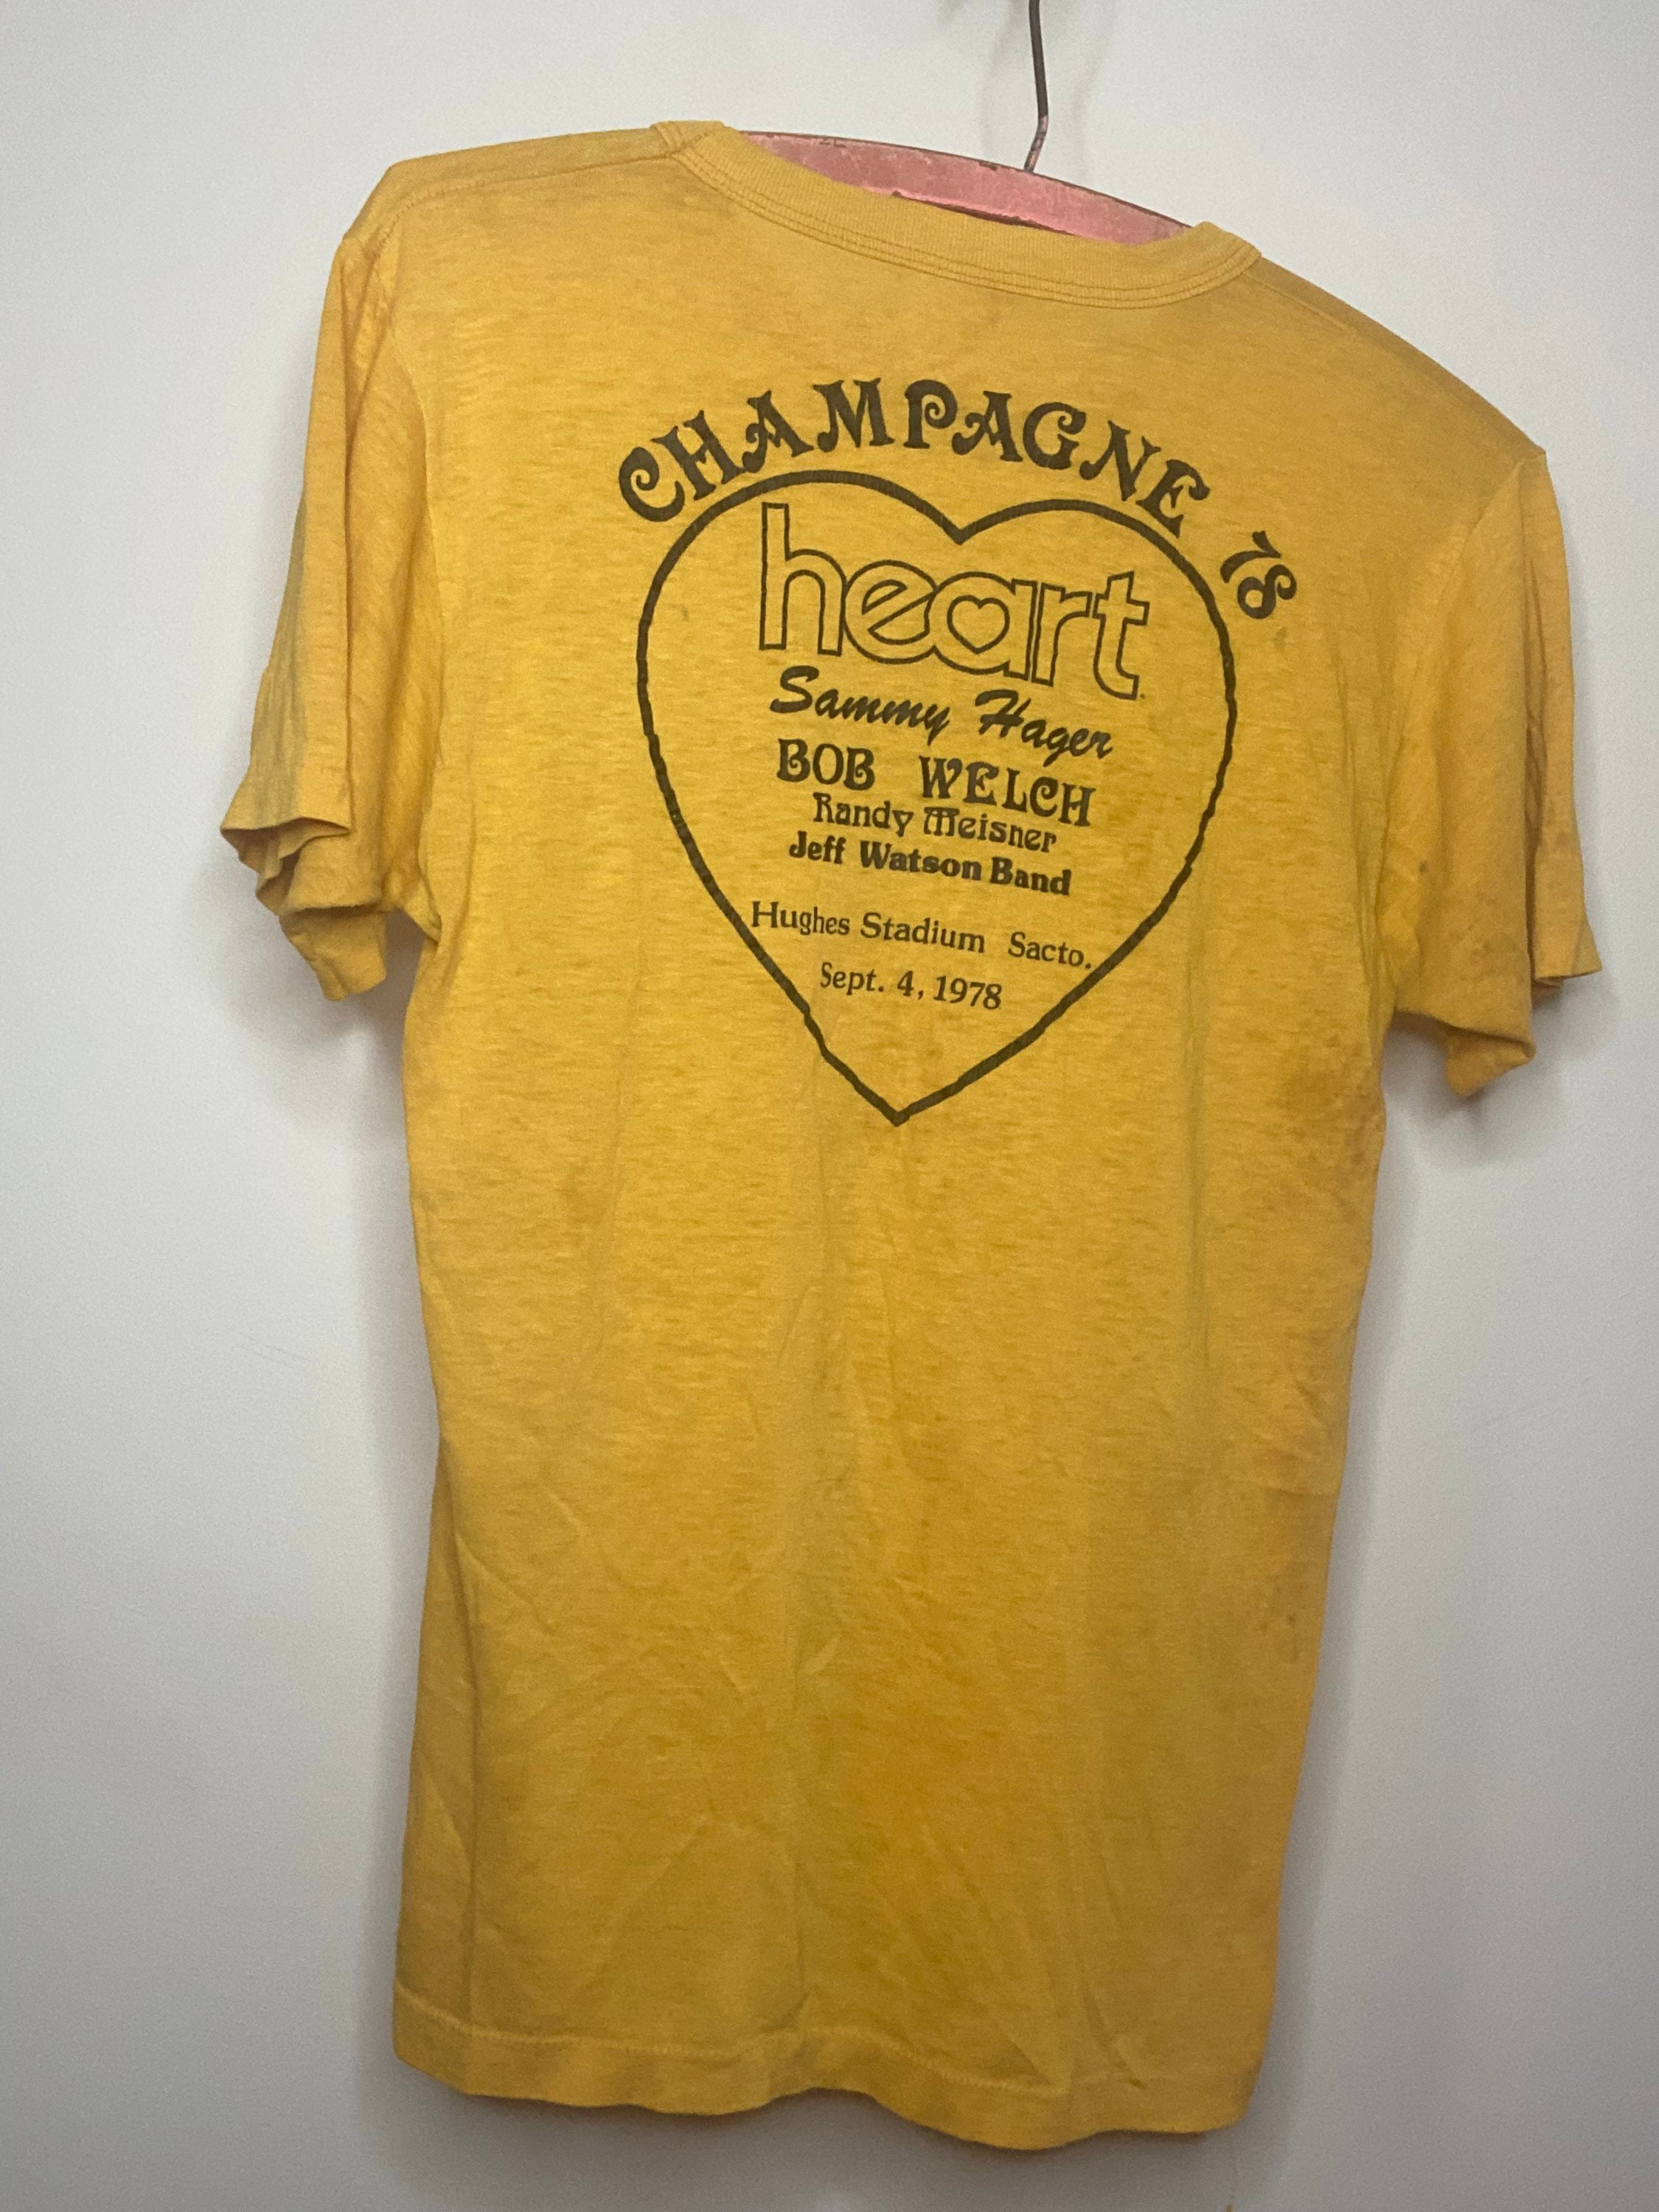 CHAMPAGNE 78
heart
Sammy Hager
BOB WELCH
Randy Meisner
Jeff Watson Band
Hughes Stadium Sacto.
Sept. 4, 1978